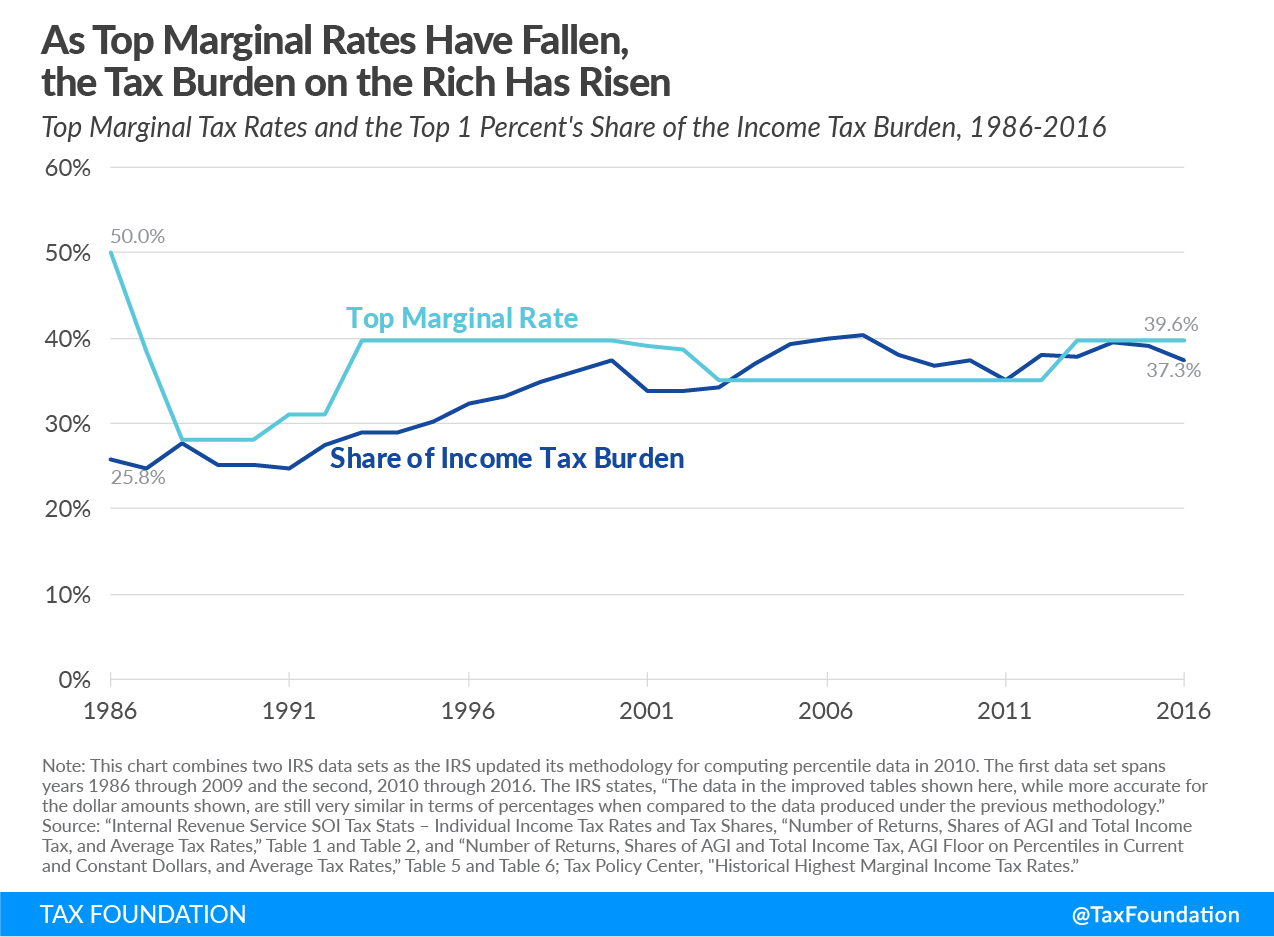 As Top Marginal Rates Have Fallen,
the Tax Burden on the Rich Has Risen
Top Marginal Tax Rates and the Top 1 Percent's Share of the Income Tax Burden, 1986-2016
60%
50.0%
50%
Top Marginal Rate
39.6%
40%
37.3%
30%
Share of Income Tax Burden
25.8%
20%
10%
0%
1986 1991 1996 2001 2006 2011 2016
Note: This chart combines two IRS data sets as the IRS updated its methodology for computing percentile data in 2010. The first data set spans
years 1986 through 2009 and the second, 2010 through 2016. The IRS states, “The data in the improved tables shown here, while more accurate for
the dollar amounts shown, are still very similar in terms of percentages when compared to the data produced under the previous methodology.”
Source: “Internal Revenue Service SOI Tax Stats – Individual Income Tax Rates and Tax Shares, “Number of Returns, Shares of AGI and Total Income
Tax, and Average Tax Rates,” Table 1 and Table 2, and “Number of Returns, Shares of AGI and Total Income Tax, AGI Floor on Percentiles in Current
and Constant Dollars, and Average Tax Rates,” Table 5 and Table 6; Tax Policy Center, "Historical Highest Marginal Income Tax Rates.”
TAX FOUNDATION @TaxFoundation